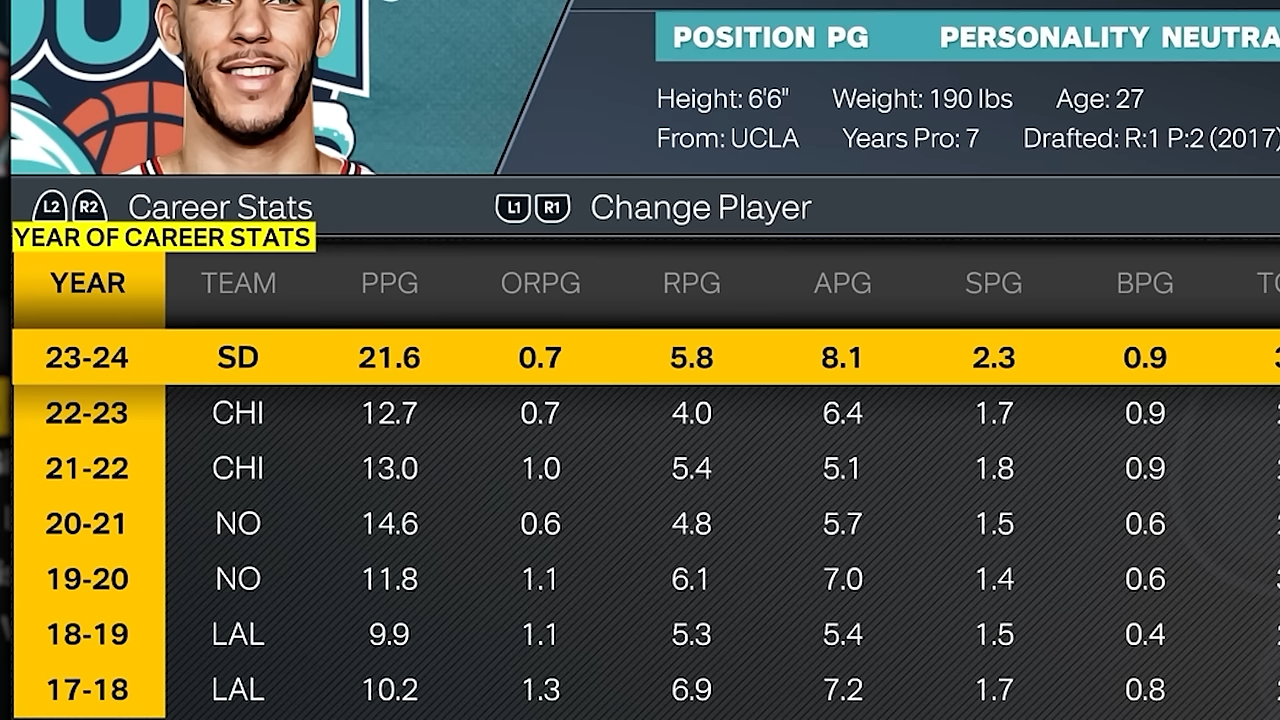 POSITION PG PERSONALITY NEUTRA
Height: 6'6" Weight: 190 lbs Age: 27
From: UCLA Years Pro: 7 Drafted: R:1 P:2 (2017)
L2 R2 Career Stats L1 R1 Change Player
YEAR OF CAREER STATS
YEAR TEAM PPG ORPG RPG APG SPG BPG
23-24 SD 21.6 0.7 5.8 8.1 2.3 0.9
22-23 CHI 12.7 0.7 4.0 6.4 1.7 0.9
21-22 CHI 13.0 1.0 5.4 5.1 1.8 0.9
20-21 NO 14.6 0.6 4.8 5.7 1.5 0.6
19-20 NO 11.8 1.1 6.1 7.0 1.4 0.6
18-19 LAL 9.9 1.1 5.3 5.4 1.5 0.4
17-18 LAL 10.2 1.3 6.9 7.2 1.7 0.8